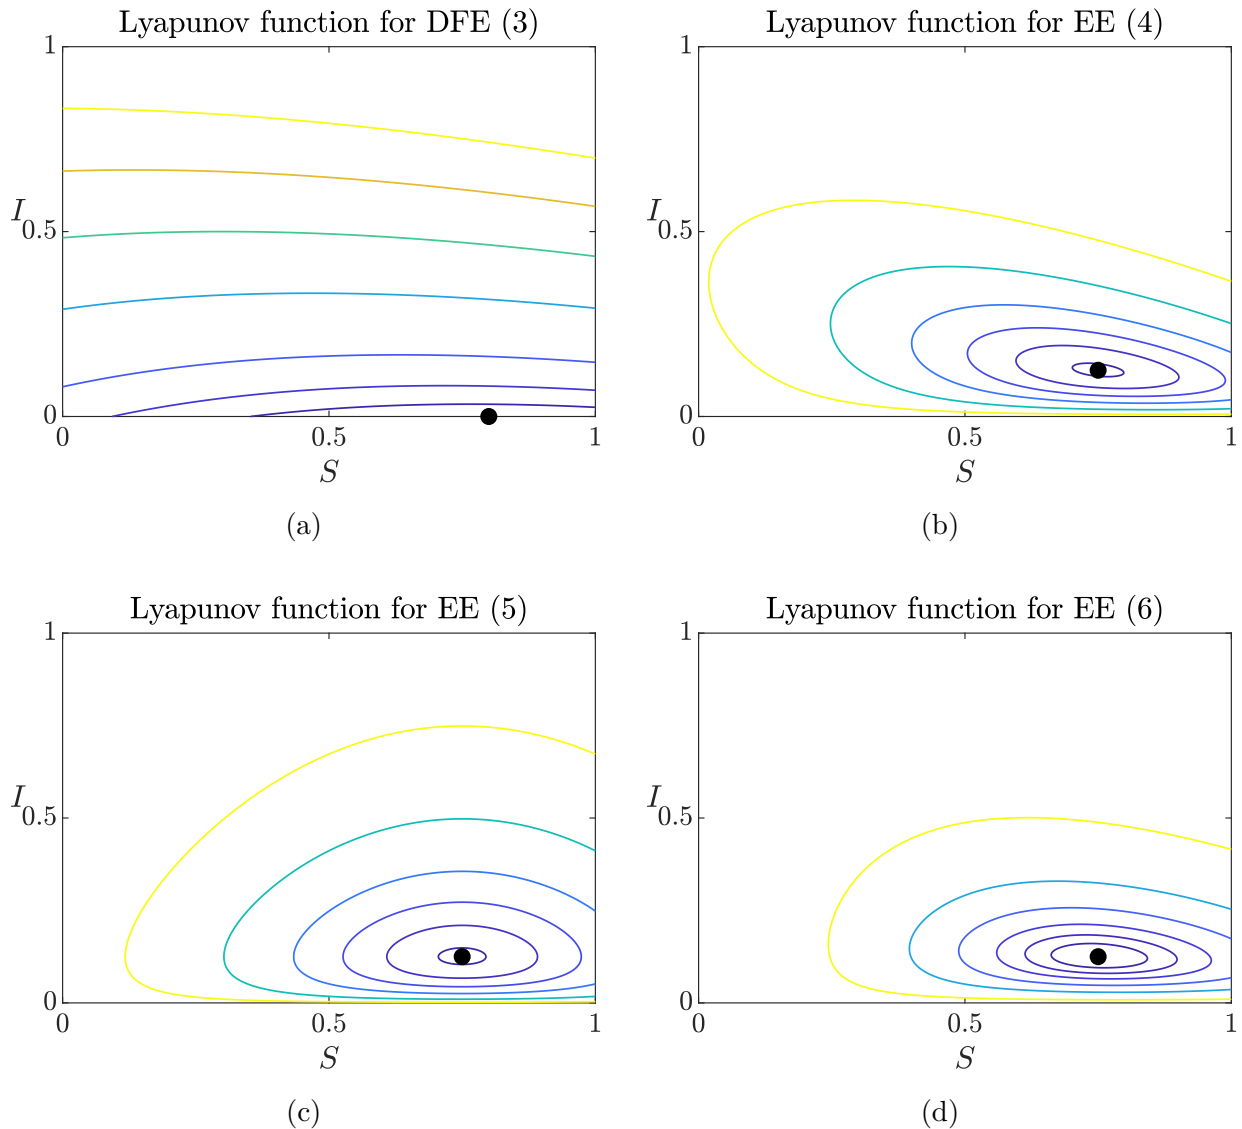 Lyapunov function for DFE (3)
1
I
0.5
0
0
0.5
1
S
(a)
Lyapunov function for EE (4)
1
I
0.5
0
0
0.5
1
S
(b)
Lyapunov function for EE (5)
1
I
0.5
0
0
0.5
1
S
(c)
Lyapunov function for EE (6)
1
I
0.5
0
0
0.5
1
S
(d)